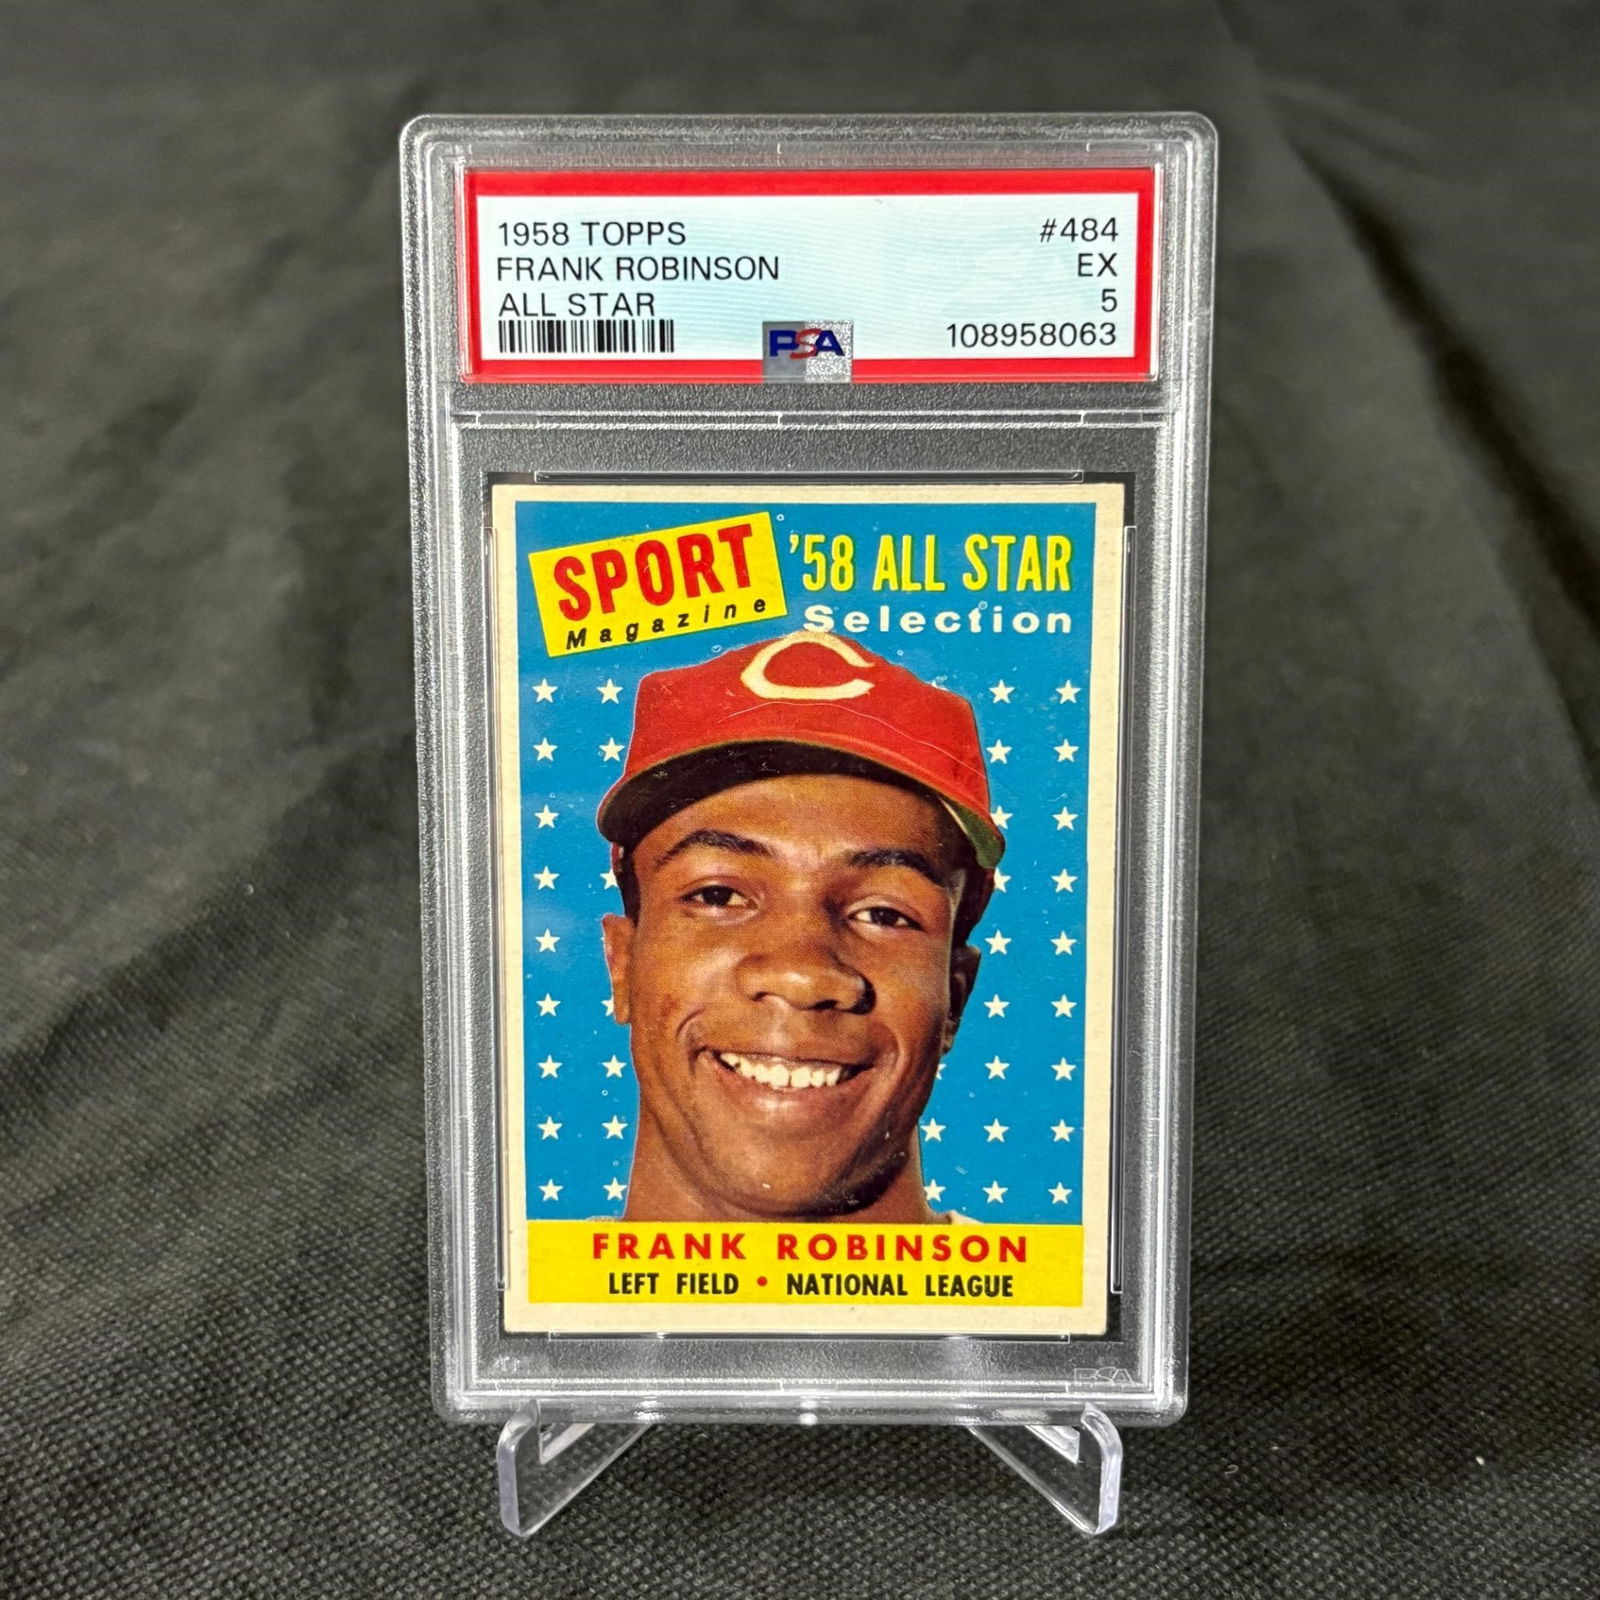 1958 TOPPS #484
FRANK ROBINSON EX
ALL STAR 5
PSA 108958063
SPORT
Magazine
'58 ALL STAR
Selection
C
FRANK ROBINSON
LEFT FIELD • NATIONAL LEAGUE
PSA